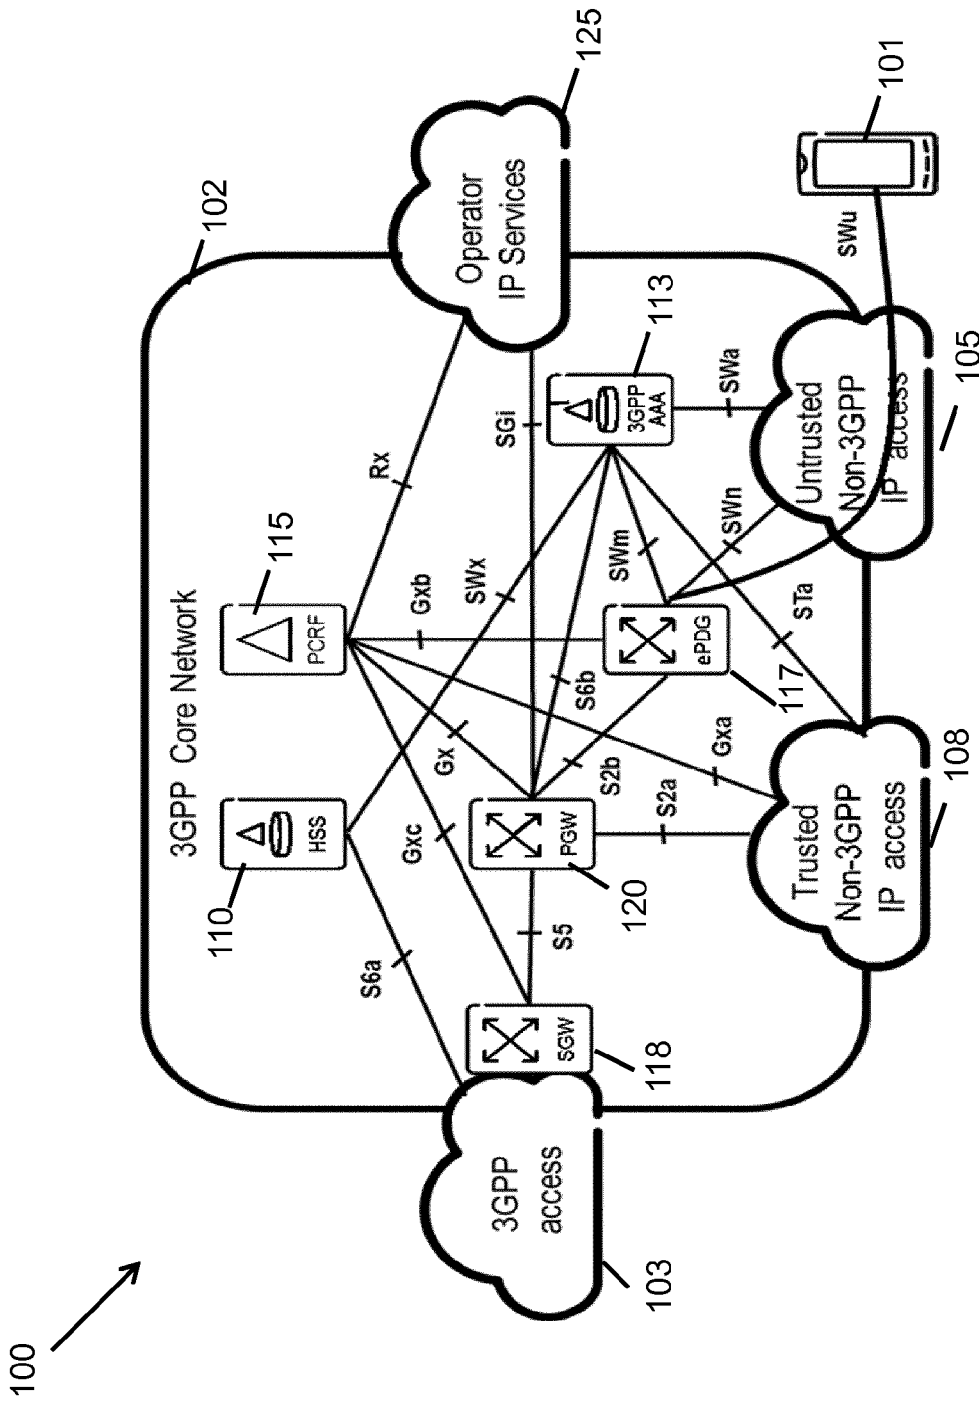 100
102
3GPP Core Network
110
HSS
115
PCRF
125
Operator
IP Services
Rx
S6a
Gxc
Gx
Gxb
SWx
SGi
113
3GPP
AAA
3GPP
access
103
SGW
118
S5
PGW
120
S2b
S6b
SWm
ePDG
117
SWn
SWa
S2a
Gxa
STa
SWu
101
Trusted
Non-3GPP
IP access
108
Untrusted
Non-3GPP
IP access
105